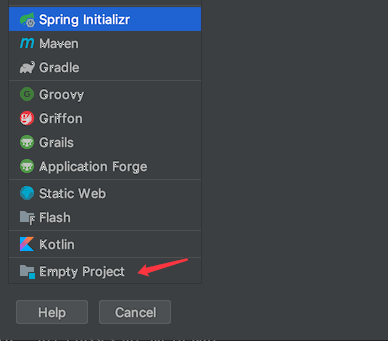 Spring Initializr
Maven
Gradle
Groovy
Griffon
Grails
Application Forge
Static Web
Flash
Kotlin
Empty Project
Help
Cancel